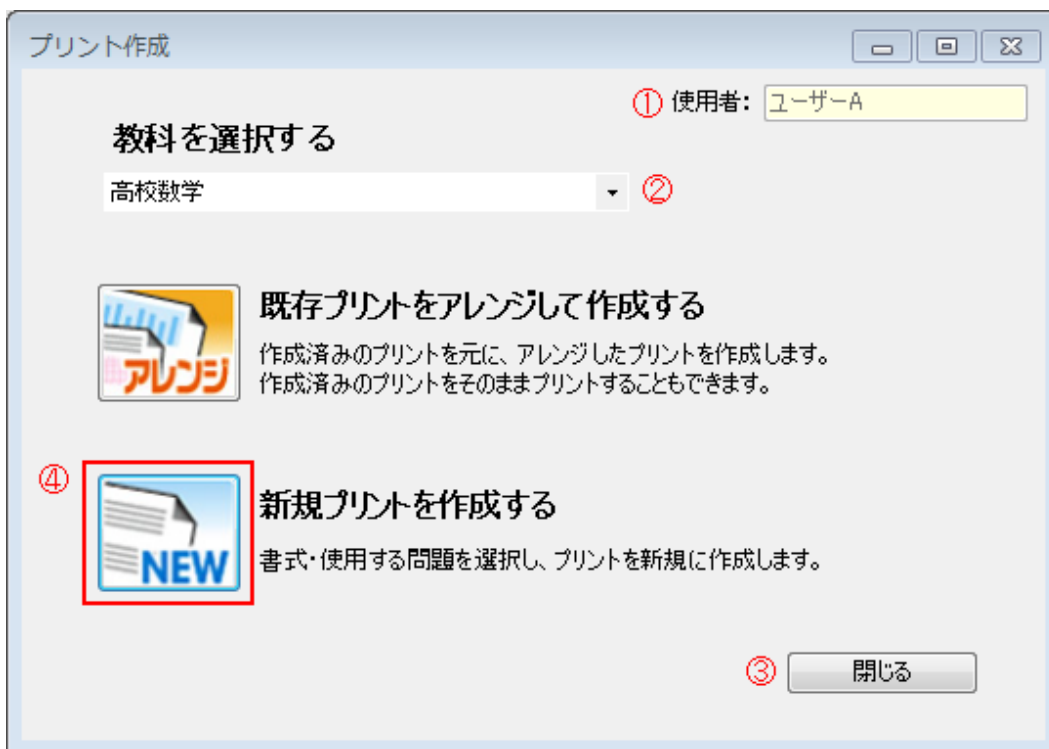 プリント作成
① 使用者: ユーザーA
教科を選択する
高校数学 ②
アレンジ
既存プリントをアレンジして作成する
作成済みのプリントを元に、アレンジしたプリントを作成します。
作成済みのプリントをそのままプリントすることもできます。
④
NEW
新規プリントを作成する
書式・使用する問題を選択し、プリントを新規に作成します。
③ 閉じる